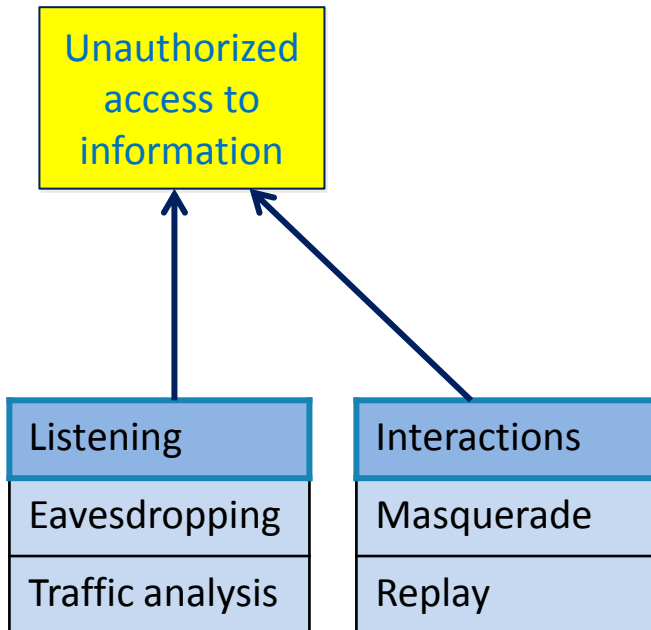 Unauthorized
access to
information
Listening
Eavesdropping
Traffic analysis
Interactions
Masquerade
Replay